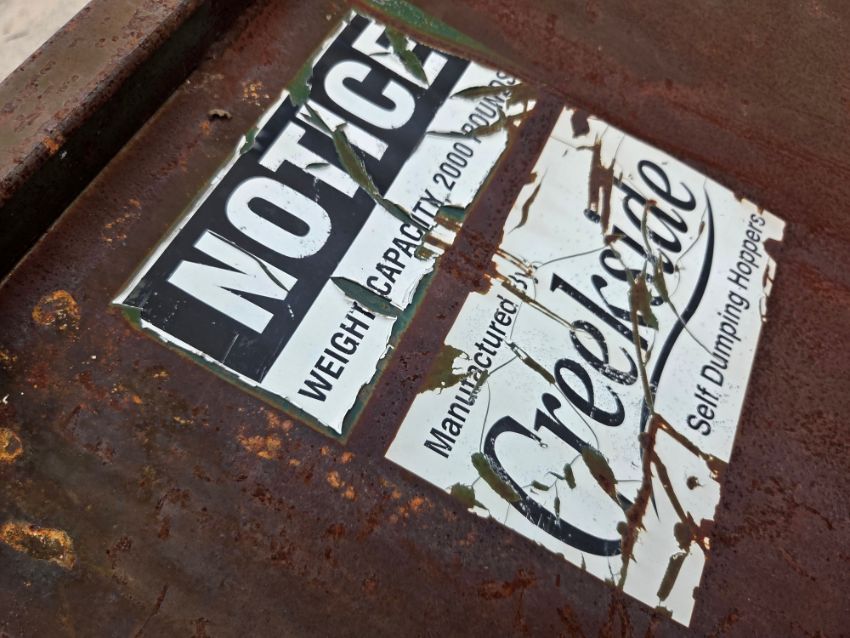 NOTICE
WEIGHT CAPACITY 2000 POUNDS
Manufactured By
Creekside
Self Dumping Hoppers